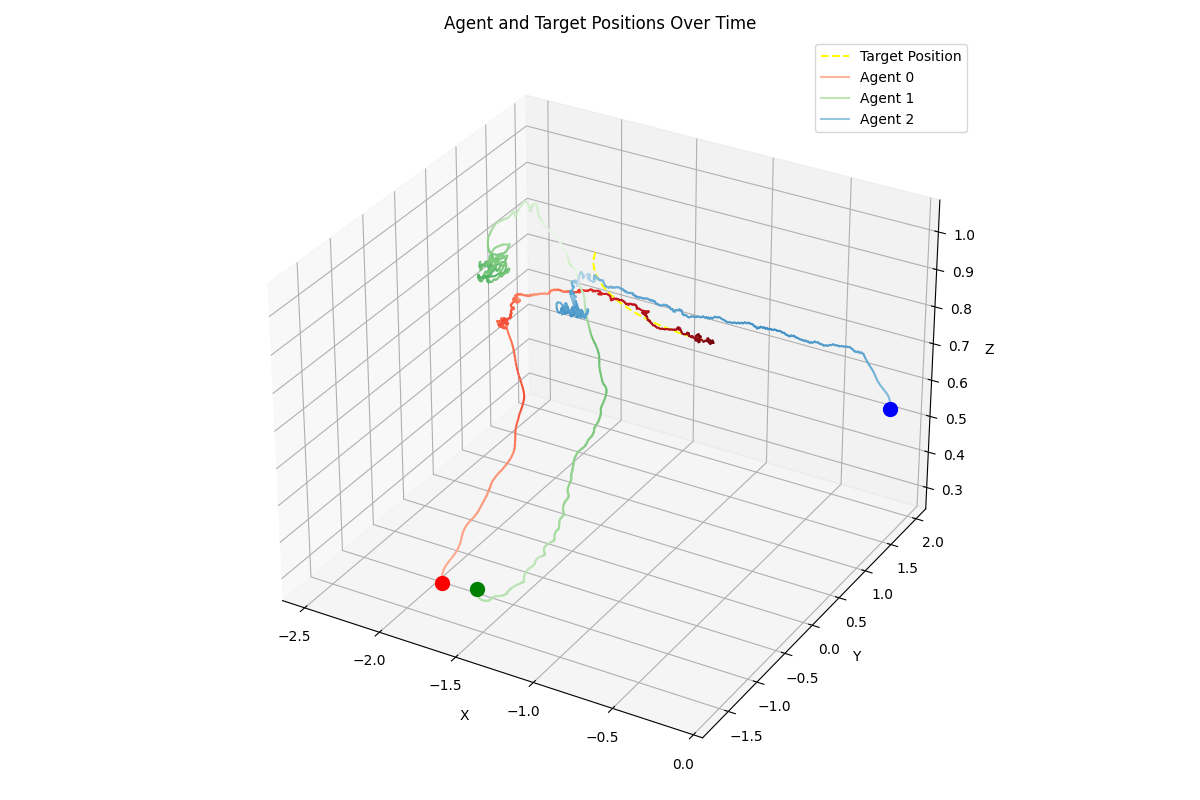 Agent and Target Positions Over Time
Target Position
Agent 0
Agent 1
Agent 2
1.0
0.9
0.8
0.7
0.6
0.5
0.4
0.3
Z
2.0
1.5
1.0
0.5
0.0
−0.5
−1.0
−1.5
Y
−2.5
−2.0
−1.5
−1.0
−0.5
0.0
X